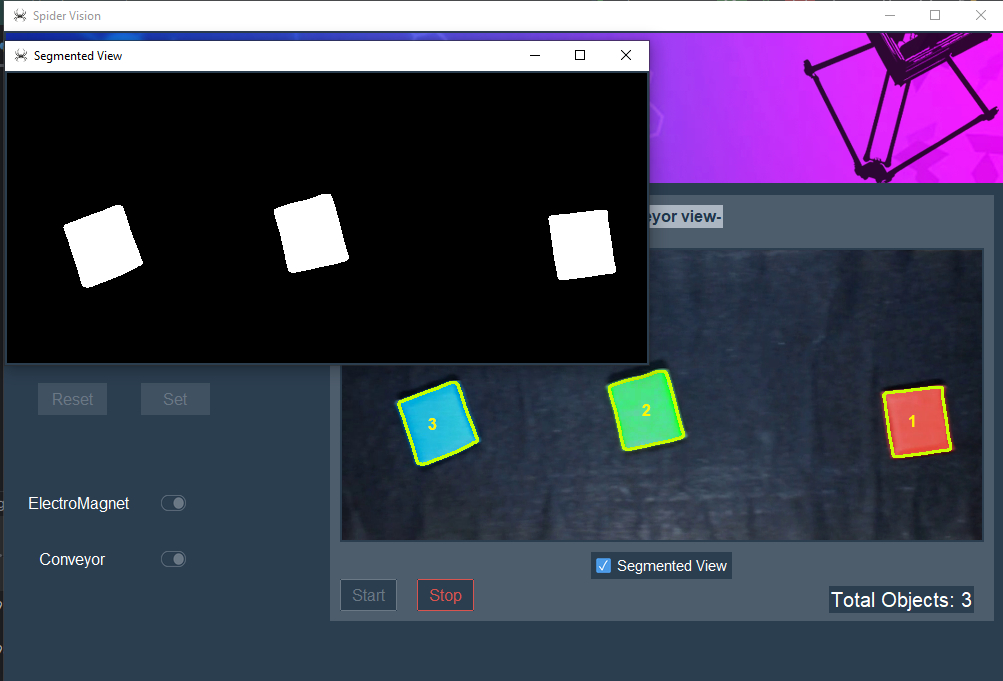 Spider Vision
Segmented View
eyor view-
3
2
1
Reset
Set
ElectroMagnet
Conveyor
Segmented View
Start
Stop
Total Objects: 3